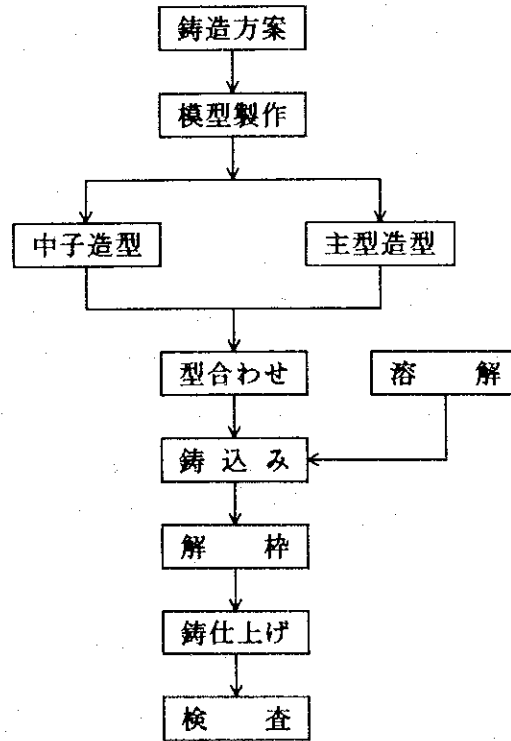 鋳造方案
模型製作
中子造型
主型造型
型合わせ
溶解
鋳込み
解枠
鋳仕上げ
検査